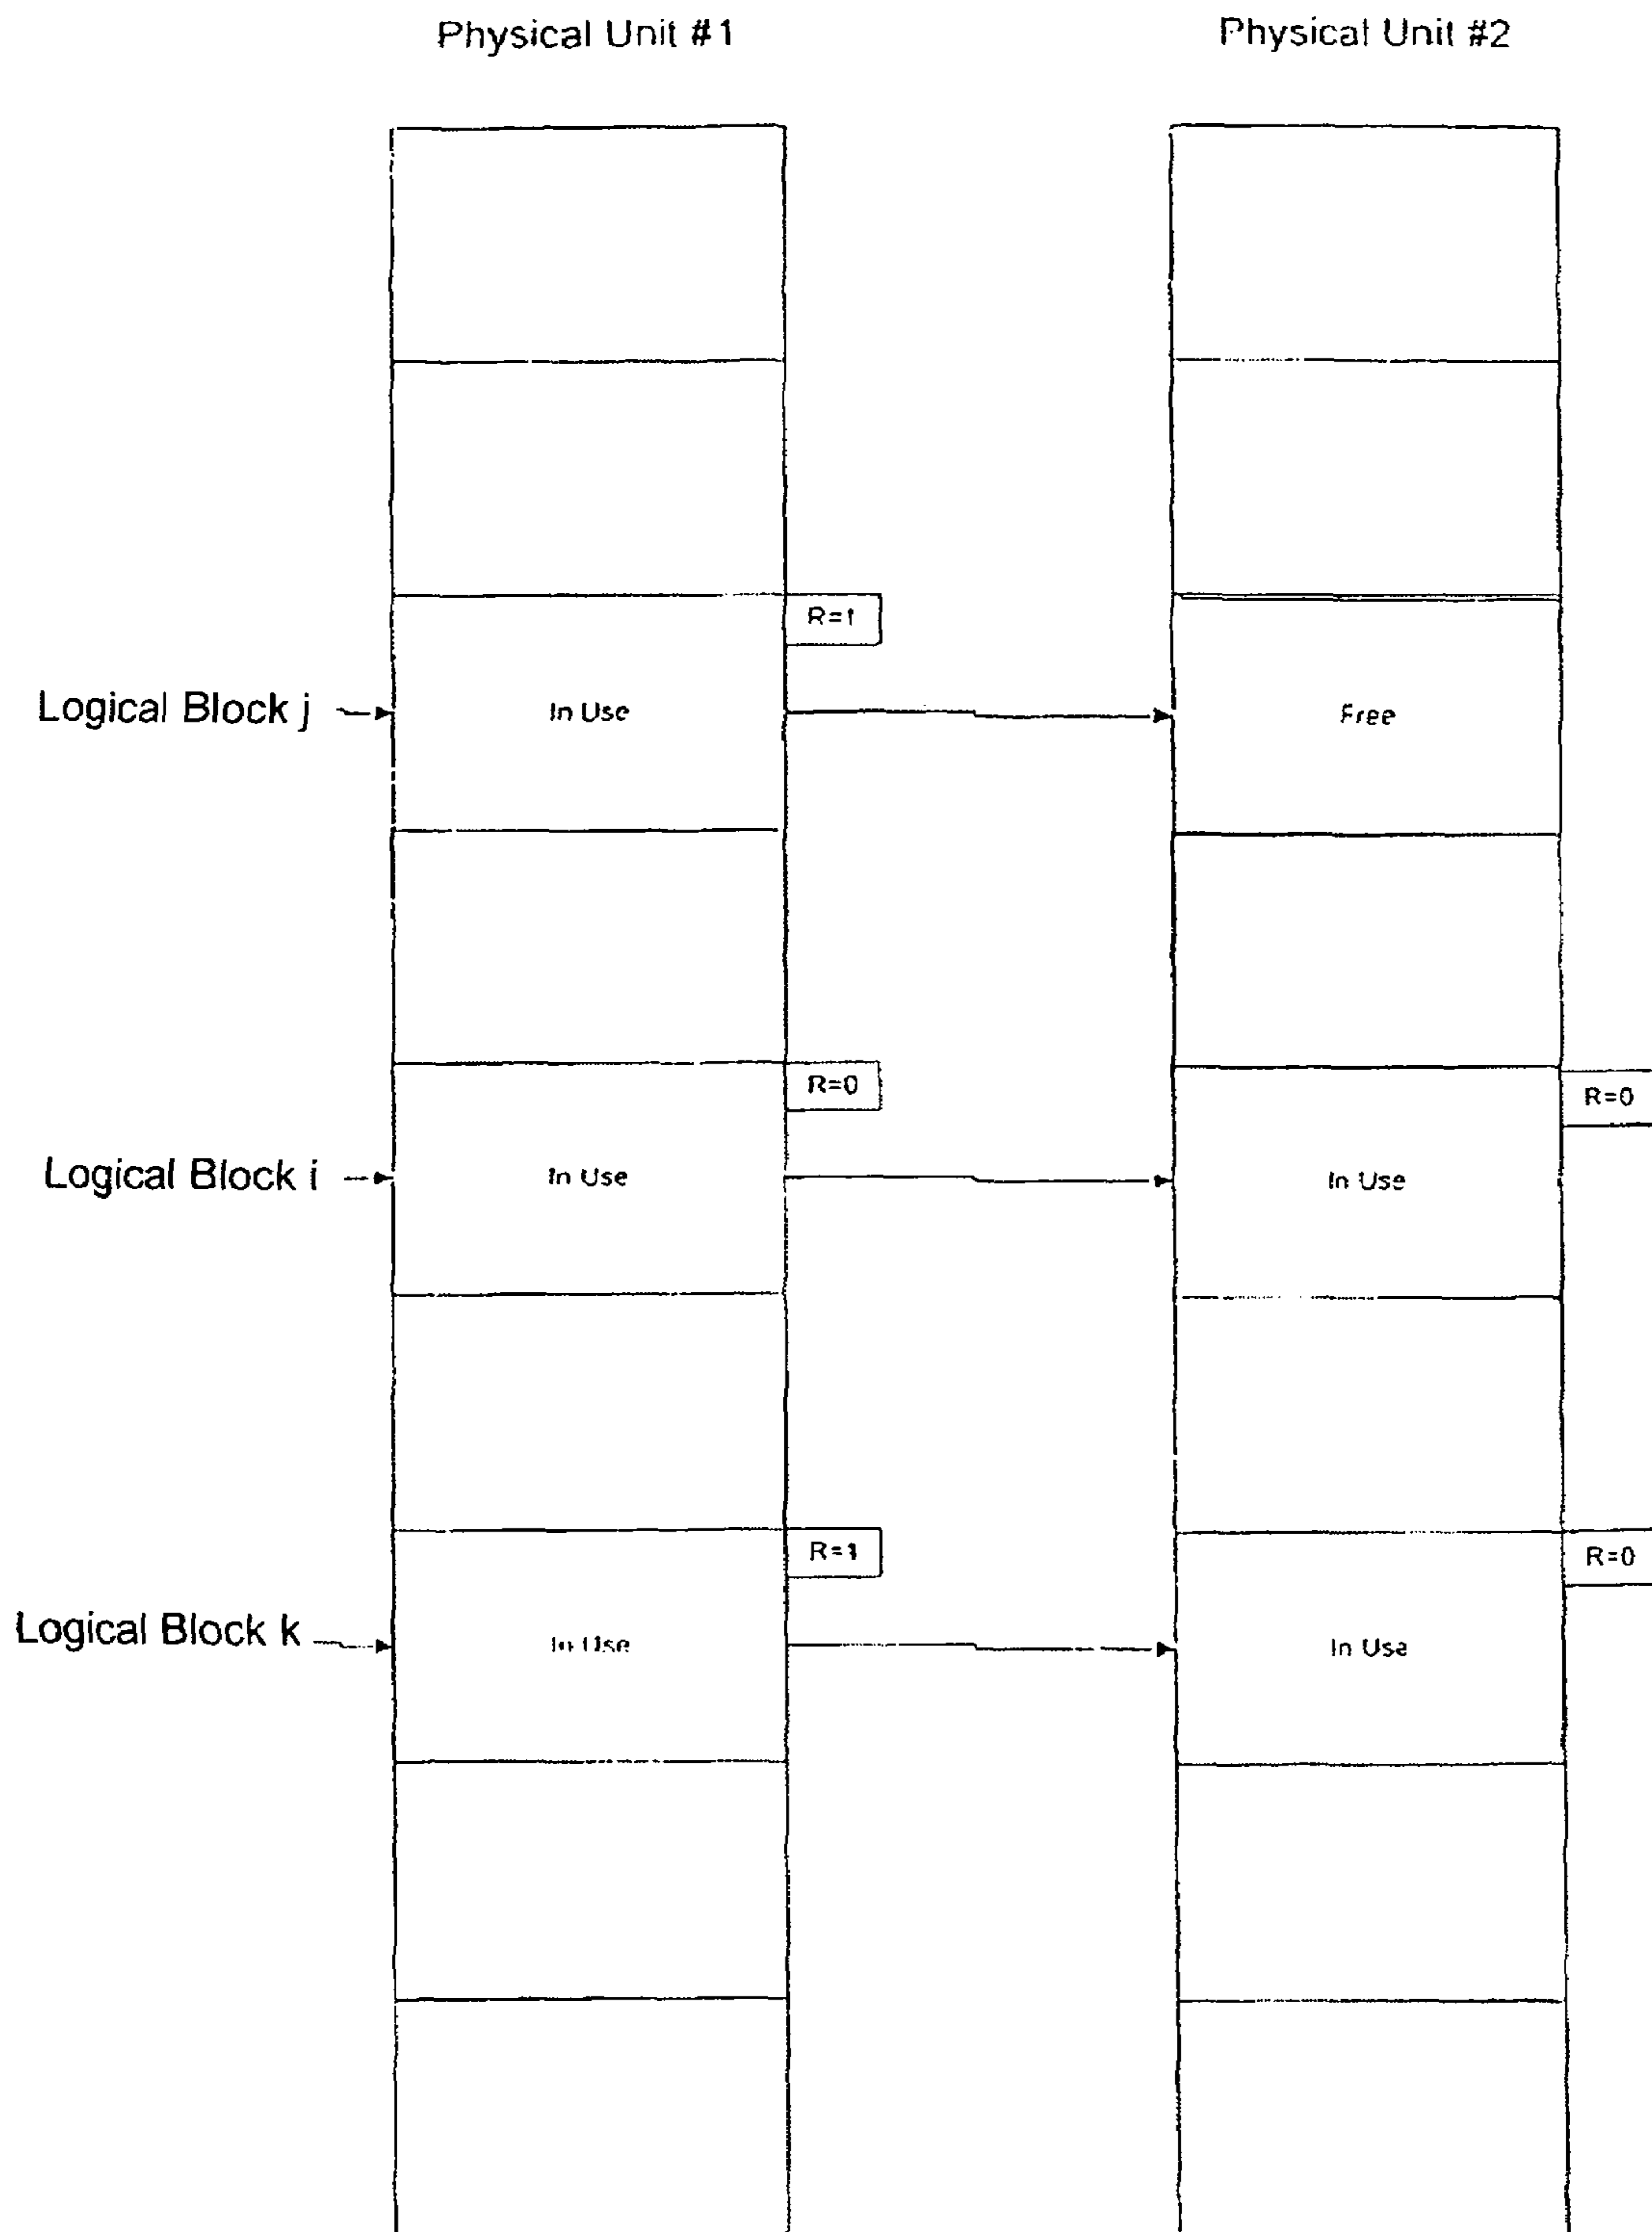 Physical Unit #1 Physical Unit #2
R=1
Logical Block j In Use Free
R=0 R=0
Logical Block i In Use In Use
R=1 R=0
Logical Block k In Use In Use